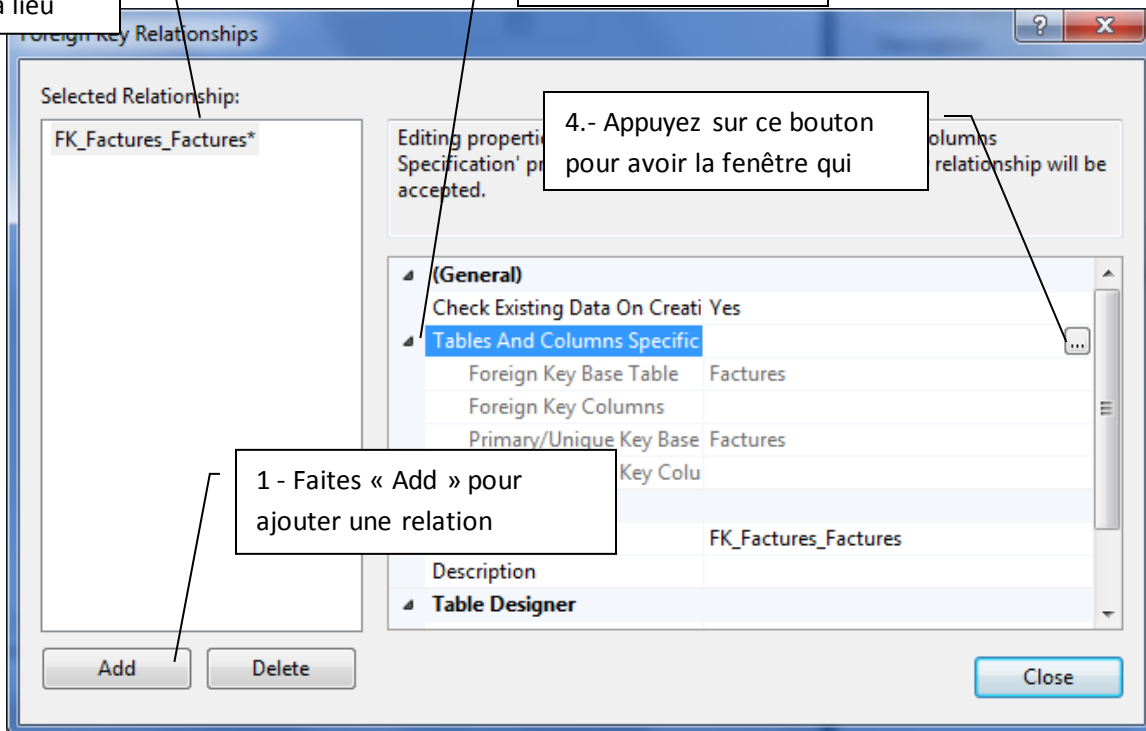 a lieu
Foreign Key Relationships
Selected Relationship:
FK_Factures_Factures*
Editing properti
olumns
Specification' pr
relationship will be
accepted.
4.- Appuyez sur ce bouton
pour avoir la fenêtre qui
(General)
Check Existing Data On Creati Yes
Tables And Columns Specific ...
Foreign Key Base Table Factures
Foreign Key Columns
Primary/Unique Key Base Factures
Key Colu
1 - Faites « Add » pour
ajouter une relation
FK_Factures_Factures
Description
Table Designer
Add Delete
Close